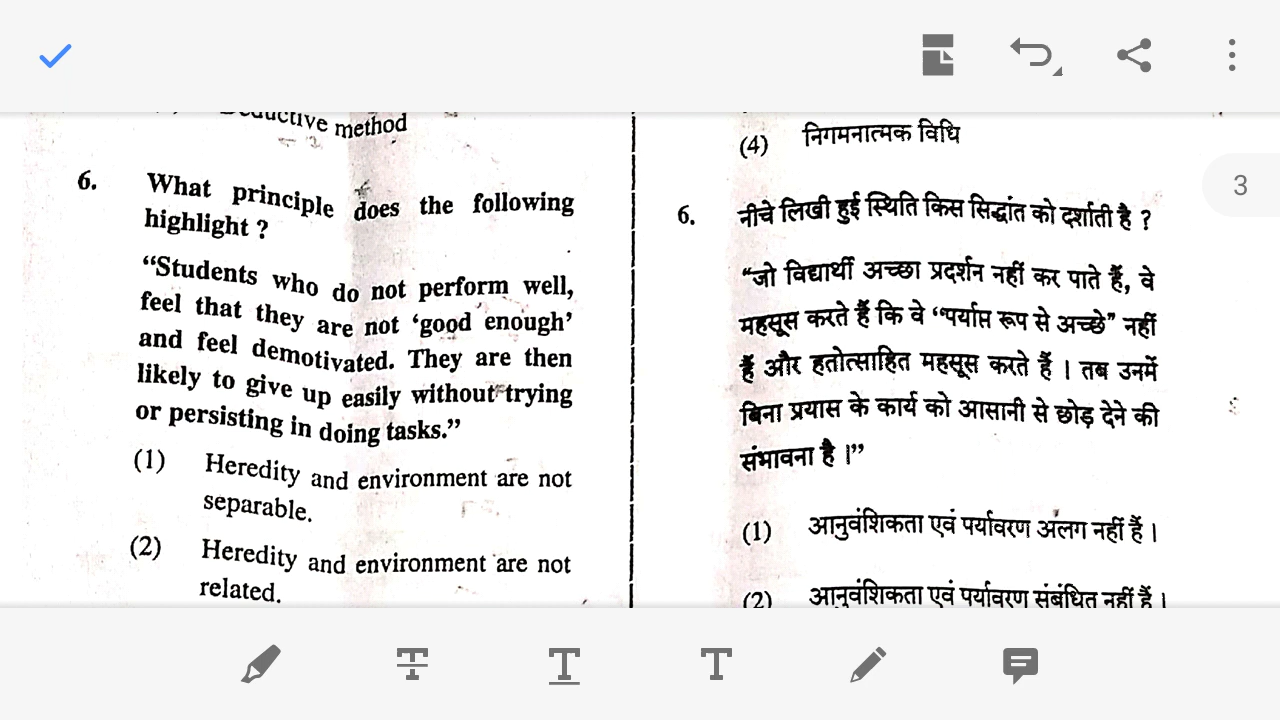 Deductive method
6. What principle does the following
highlight ?
“Students who do not perform well,
feel that they are not ‘good enough’
and feel demotivated. They are then
likely to give up easily without trying
or persisting in doing tasks.”
(1) Heredity and environment are not
separable.
(2) Heredity and environment are not
related.
(4) निगमनात्मक विधि
6. नीचे लिखी हुई स्थिति किस सिद्धांत को दर्शाती है ?
“जो विद्यार्थी अच्छा प्रदर्शन नहीं कर पाते हैं, वे
महसूस करते हैं कि वे “पर्याप्त रूप से अच्छे” नहीं
हैं और हतोत्साहित महसूस करते हैं । तब उनमें
बिना प्रयास के कार्य को आसानी से छोड़ देने की
संभावना है ।”
(1) आनुवंशिकता एवं पर्यावरण अलग नहीं हैं ।
(2) आनुवंशिकता एवं पर्यावरण संबंधित नहीं हैं ।
3